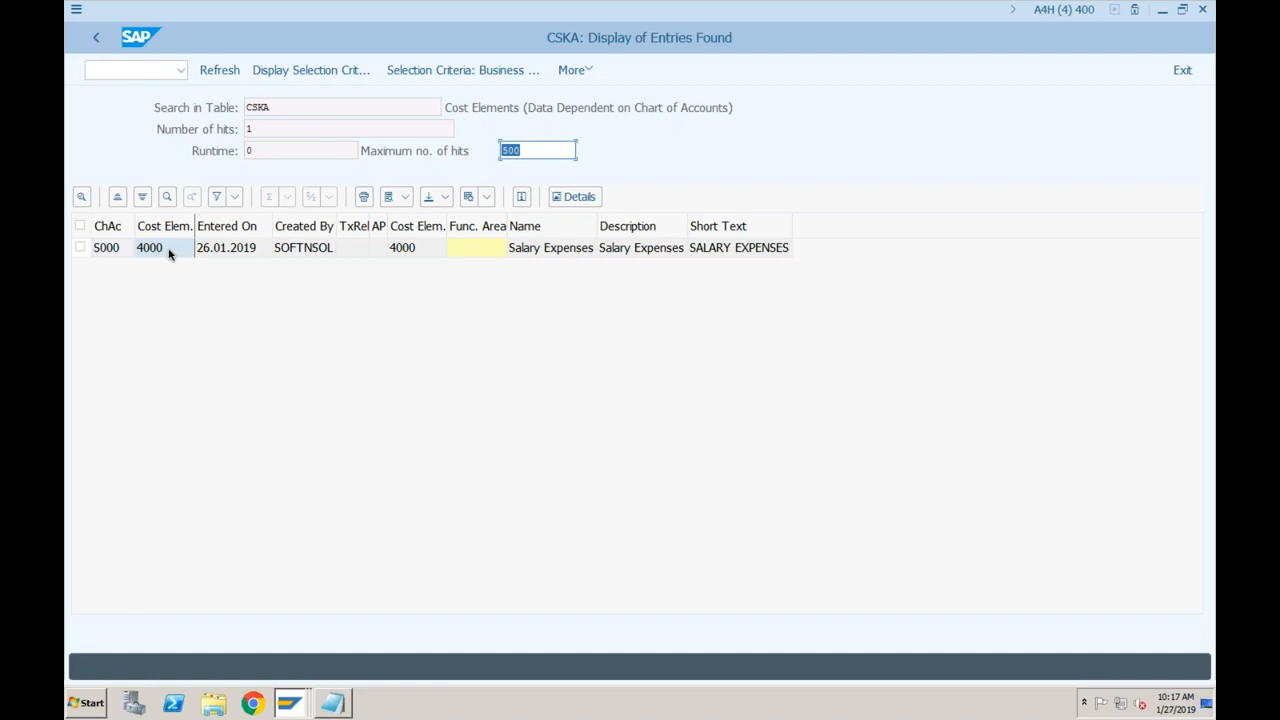 A4H (4) 400
SAP
CSKA: Display of Entries Found
Refresh Display Selection Crit... Selection Criteria: Business ... More Exit
Search in Table: CSKA Cost Elements (Data Dependent on Chart of Accounts)
Number of hits: 1
Runtime: 0 Maximum no. of hits 500
Details
ChAc Cost Elem. Entered On Created By TxRel AP Cost Elem. Func. Area Name Description Short Text
S000 4000 26.01.2019 SOFTNSOL 4000 Salary Expenses Salary Expenses SALARY EXPENSES
Start 10:17 AM
1/27/2019